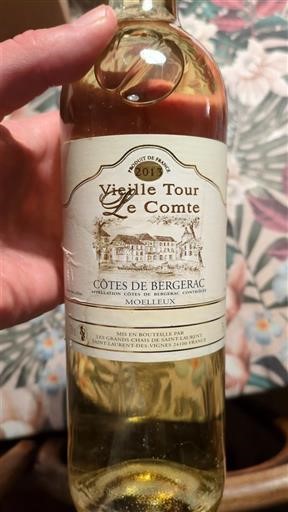 PRODUIT DE FRANCE
2013
Vieille Tour
Le Comte
CÔTES DE BERGERAC
APPELLATION CÔTES DE BERGERAC CONTRÔLÉE
MOELLEUX
MIS EN BOUTEILLE PAR
LES GRANDS CHAIS DE SAINT-LAURENT
SAINT-LAURENT-DES-VIGNES 24100 FRANCE